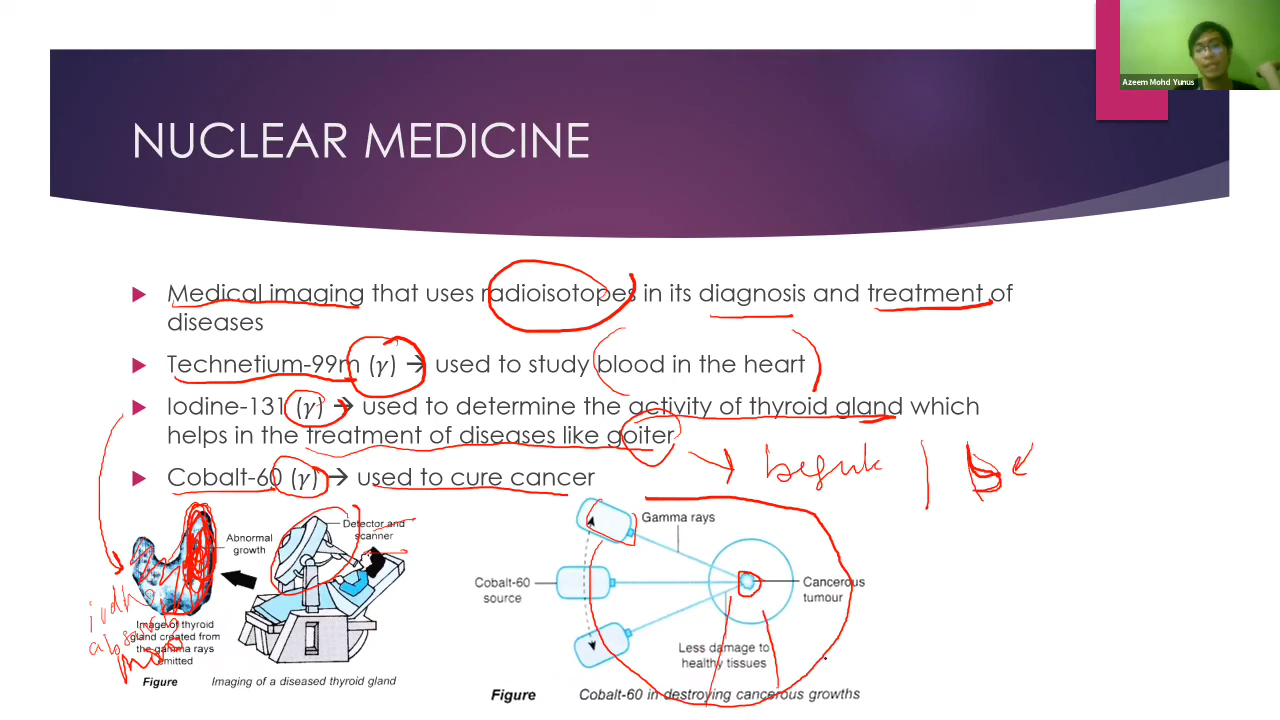 Azeem Mohd Yunus
NUCLEAR MEDICINE
Medical imaging that uses radioisotopes in its diagnosis and treatment of
diseases
Technetium-99m (γ) → used to study blood in the heart
Iodine-131 (γ) → used to determine the activity of thyroid gland which
helps in the treatment of diseases like goiter
Cobalt-60 (γ) → used to cure cancer
Abnormal
growth
Detector and
scanner
Image of thyroid
gland created from
the gamma rays
emitted
Figure Imaging of a diseased thyroid gland
Gamma rays
Cobalt-60
source
Cancerous
tumour
Less damage to
healthy tissues
Figure Cobalt-60 in destroying cancerous growths